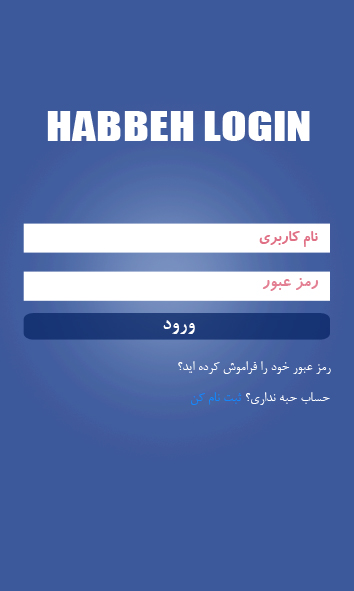 HABBEH LOGIN
نام کاربری
رمز عبور
ورود
رمز عبور خود را فراموش کرده اید؟
حساب حبه نداری؟ ثبت نام کن